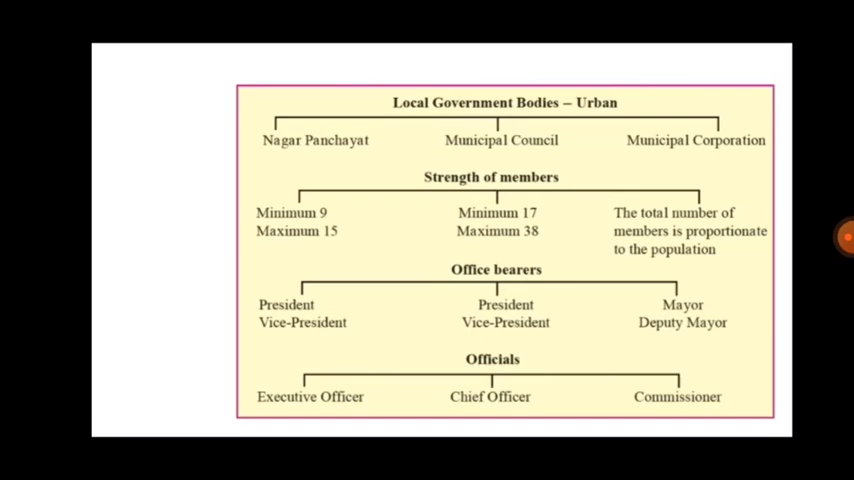 Local Government Bodies – Urban
Nagar Panchayat Municipal Council Municipal Corporation
Strength of members
Minimum 9 Minimum 17 The total number of
Maximum 15 Maximum 38 members is proportionate
to the population
Office bearers
President President Mayor
Vice-President Vice-President Deputy Mayor
Officials
Executive Officer Chief Officer Commissioner